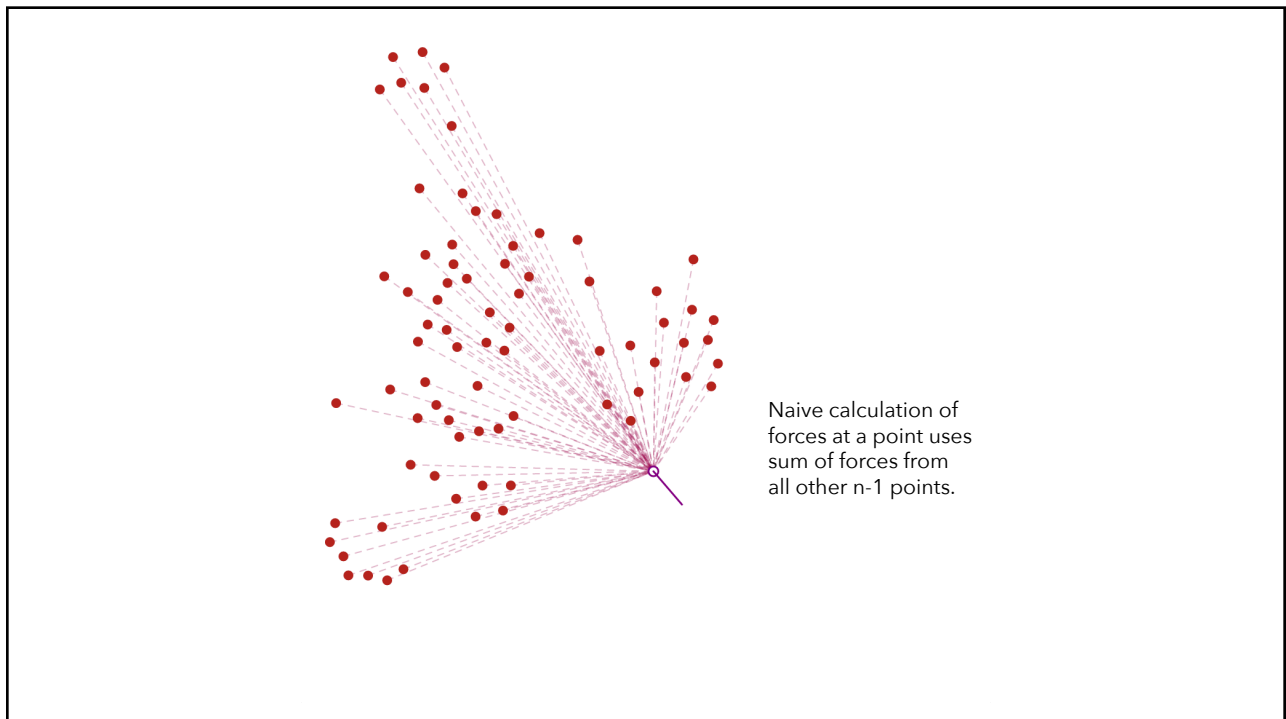 Naive calculation of
forces at a point uses
sum of forces from
all other n-1 points.